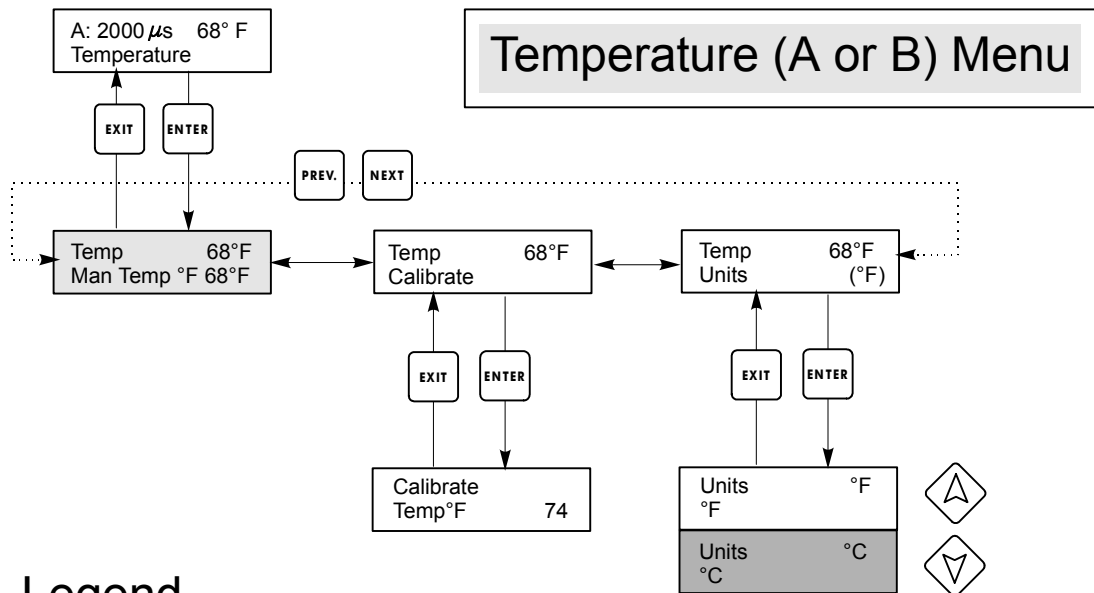 A: 2000 µs 68° F
Temperature
Temperature (A or B) Menu
EXIT
ENTER
PREV.
NEXT
Temp 68°F
Man Temp °F 68°F
Temp 68°F
Calibrate
Temp 68°F
Units (°F)
EXIT
ENTER
EXIT
ENTER
Calibrate
Temp°F 74
Units °F
°F
Units °C
°C
Legend